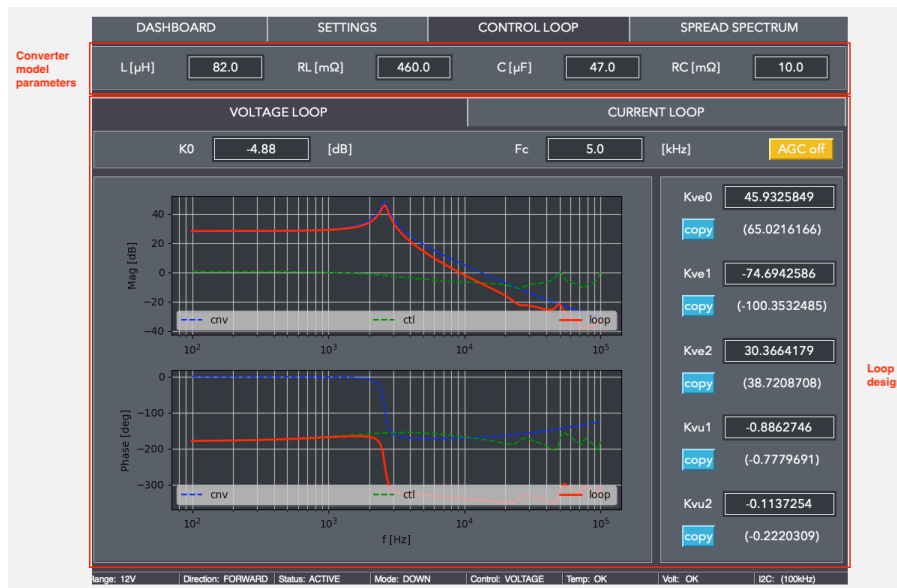 DASHBOARD SETTINGS CONTROL LOOP SPREAD SPECTRUM
Converter
model
parameters
L [µH] 82.0 RL [mΩ] 460.0 C [µF] 47.0 RC [mΩ] 10.0
VOLTAGE LOOP CURRENT LOOP
K0 -4.88 [dB] Fc 5.0 [kHz] AGC off
Mag [dB]
40
20
0
−20
−40
cnv ctl loop
10² 10³ 10⁴ 10⁵
Phase [deg]
0
−100
−200
−300
cnv ctl loop
10² 10³ 10⁴ 10⁵
f [Hz]
Kve0 45.9325849
copy (65.0216166)
Kve1 -74.6942586
copy (-100.3532485)
Kve2 30.3664179
copy (38.7208708)
Kvu1 -0.8862746
copy (-0.7779691)
Kvu2 -0.1137254
copy (-0.2220309)
Loop
desig
Range: 12V Direction: FORWARD Status: ACTIVE Mode: DOWN Control: VOLTAGE Temp: OK Volt: OK I2C: (100kHz)